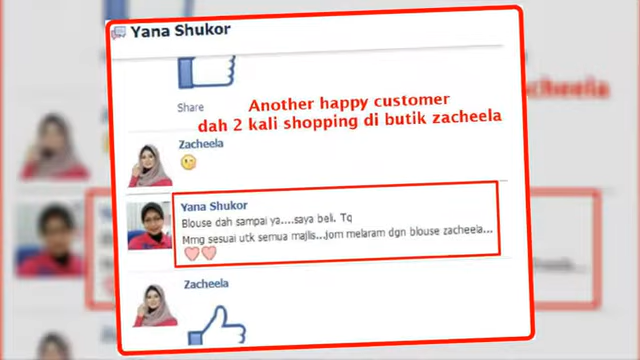 Yana Shukor
Share
Another happy customer
dah 2 kali shopping di butik zacheela
Zacheela
Yana Shukor
Blouse dah sampai ya....saya beli. Tq
Mmg sesuai utk semua majlis...jom melaram dgn blouse zacheela...
Zacheela